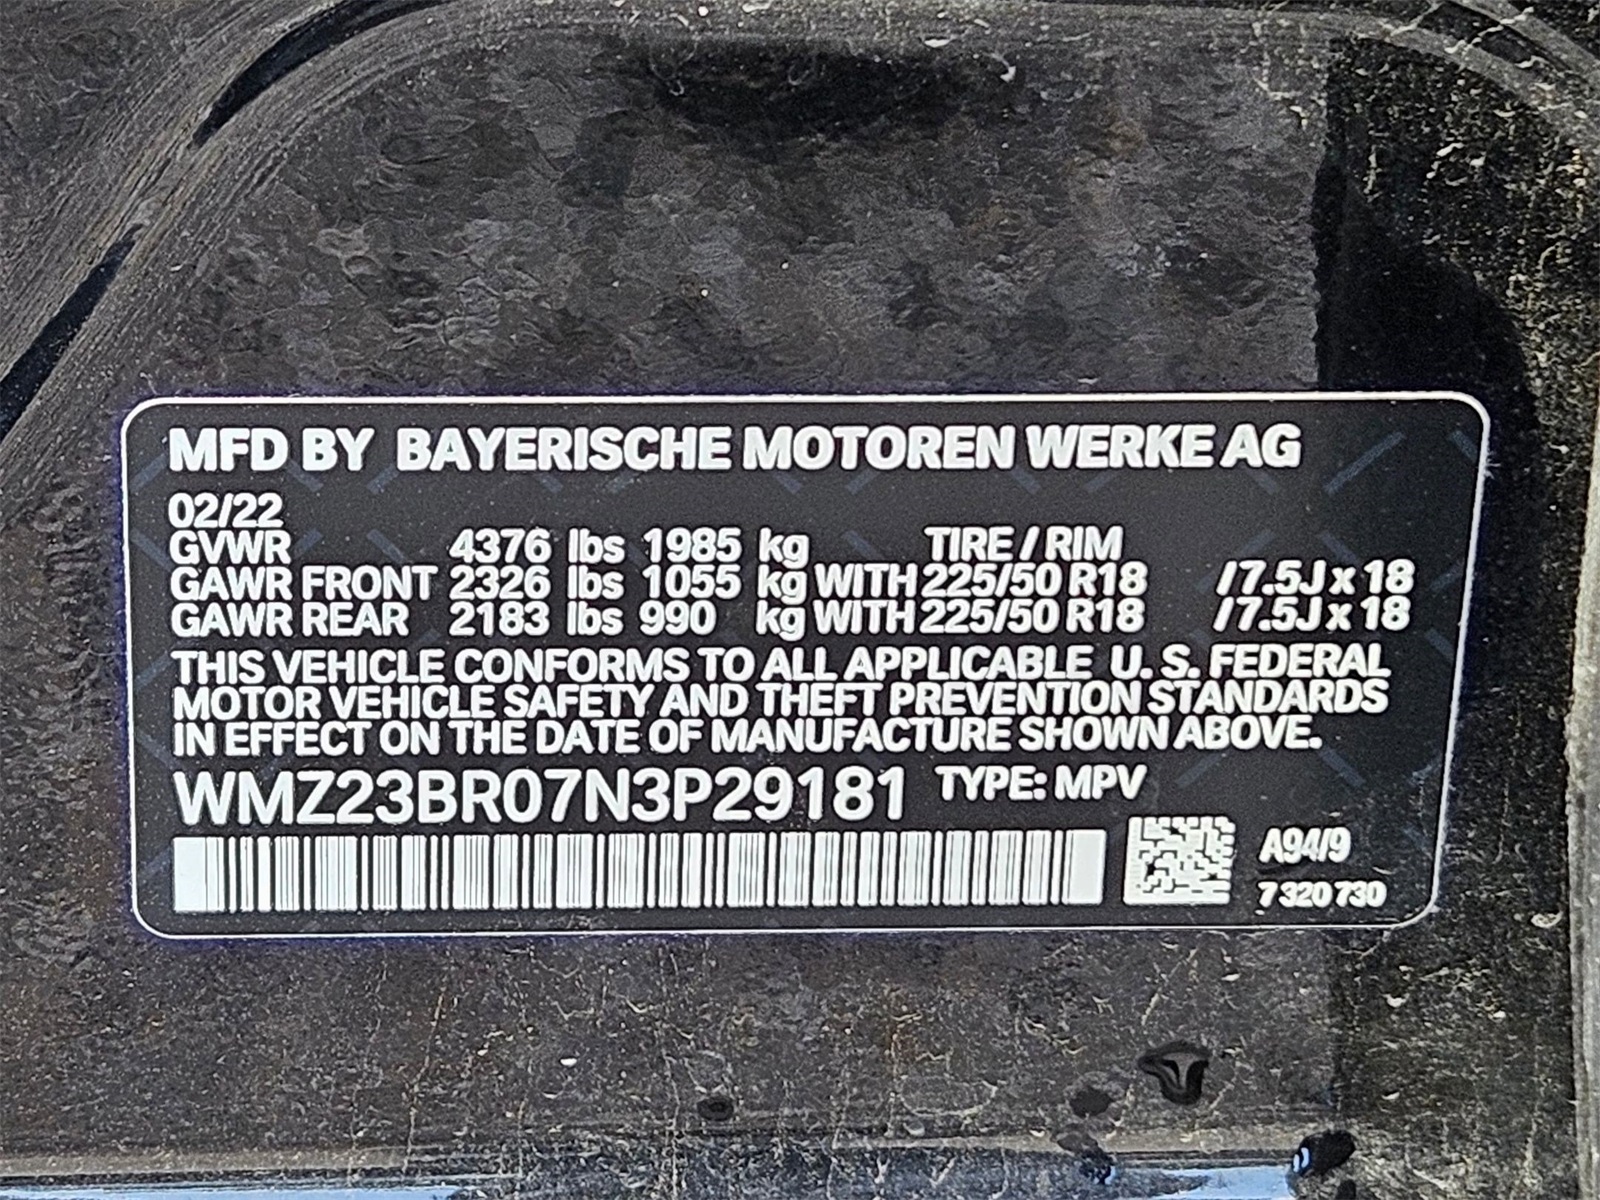 MFD BY BAYERISCHE MOTOREN WERKE AG
02/22
GVWR 4376 lbs 1985 kg TIRE / RIM
GAWR FRONT 2326 lbs 1055 kg WITH 225/50 R18 /7.5J x 18
GAWR REAR 2183 lbs 990 kg WITH 225/50 R18 /7.5J x 18
THIS VEHICLE CONFORMS TO ALL APPLICABLE U. S. FEDERAL
MOTOR VEHICLE SAFETY AND THEFT PREVENTION STANDARDS
IN EFFECT ON THE DATE OF MANUFACTURE SHOWN ABOVE.
WMZ23BR07N3P29181 TYPE: MPV
A94/9
7 320 730